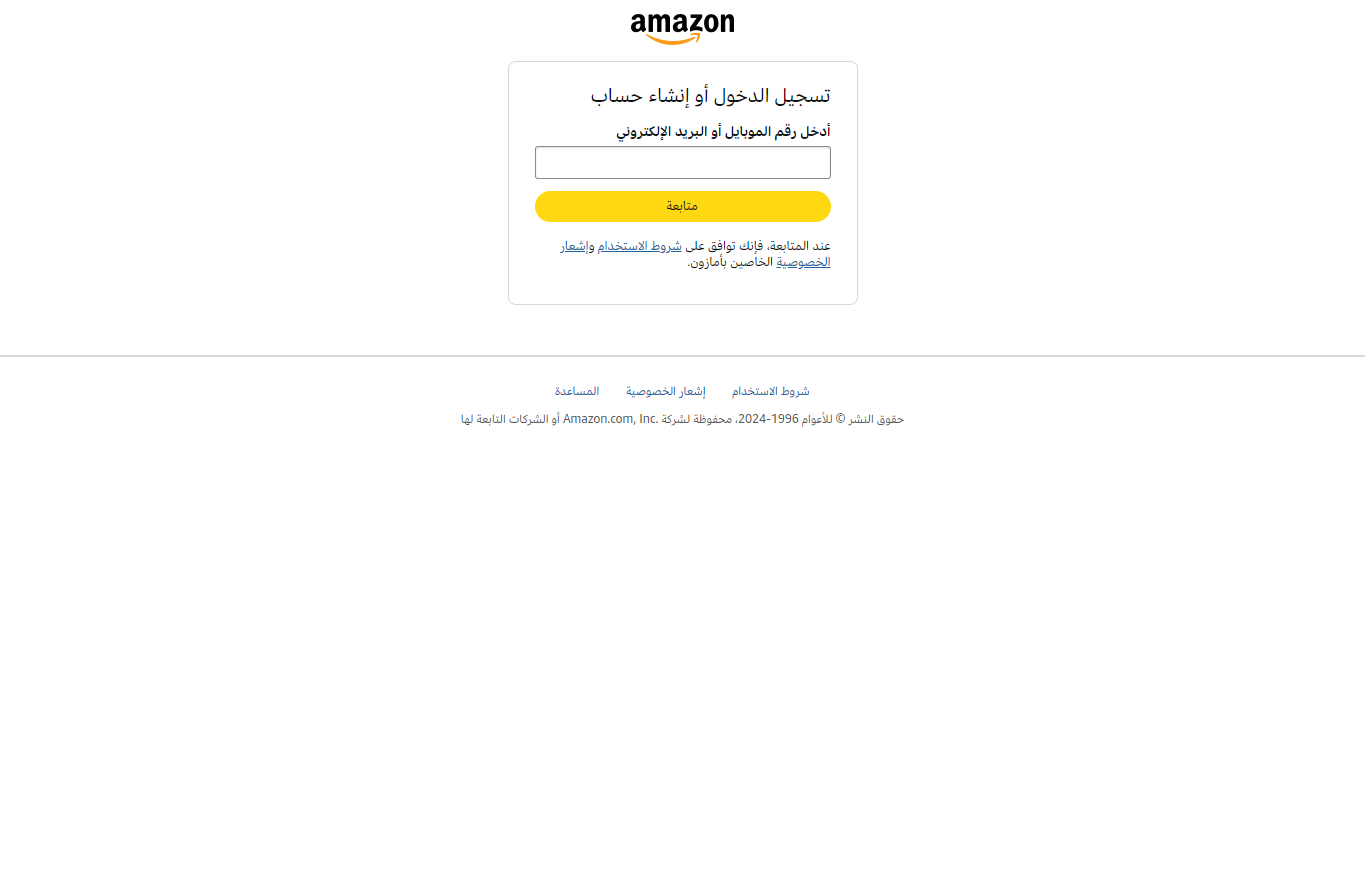 amazon
تسجيل الدخول أو إنشاء حساب
أدخل رقم الموبايل أو البريد الإلكتروني
متابعة
عند المتابعة، فإنك توافق على شروط الاستخدام وإشعار
الخصوصية الخاصين بأمازون.
شروط الاستخدام إشعار الخصوصية المساعدة
حقوق النشر © للأعوام 1996-2024، محفوظة لشركة Amazon.com, Inc. أو الشركات التابعة لها